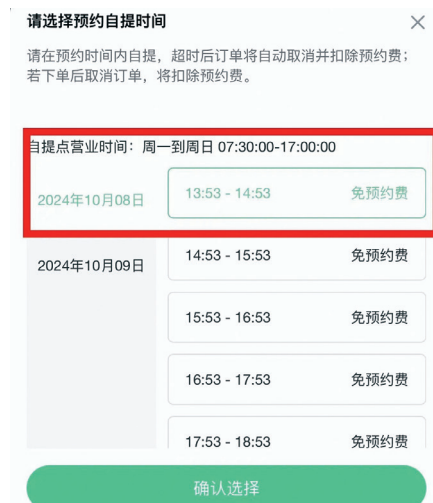 请选择预约自提时间
请在预约时间内自提，超时后订单将自动取消并扣除预约费；
若下单后取消订单，将扣除预约费。
自提点营业时间：周一到周日 07:30:00-17:00:00
2024年10月08日
13:53 - 14:53 免预约费
2024年10月09日
14:53 - 15:53 免预约费
15:53 - 16:53 免预约费
16:53 - 17:53 免预约费
17:53 - 18:53 免预约费
确认选择